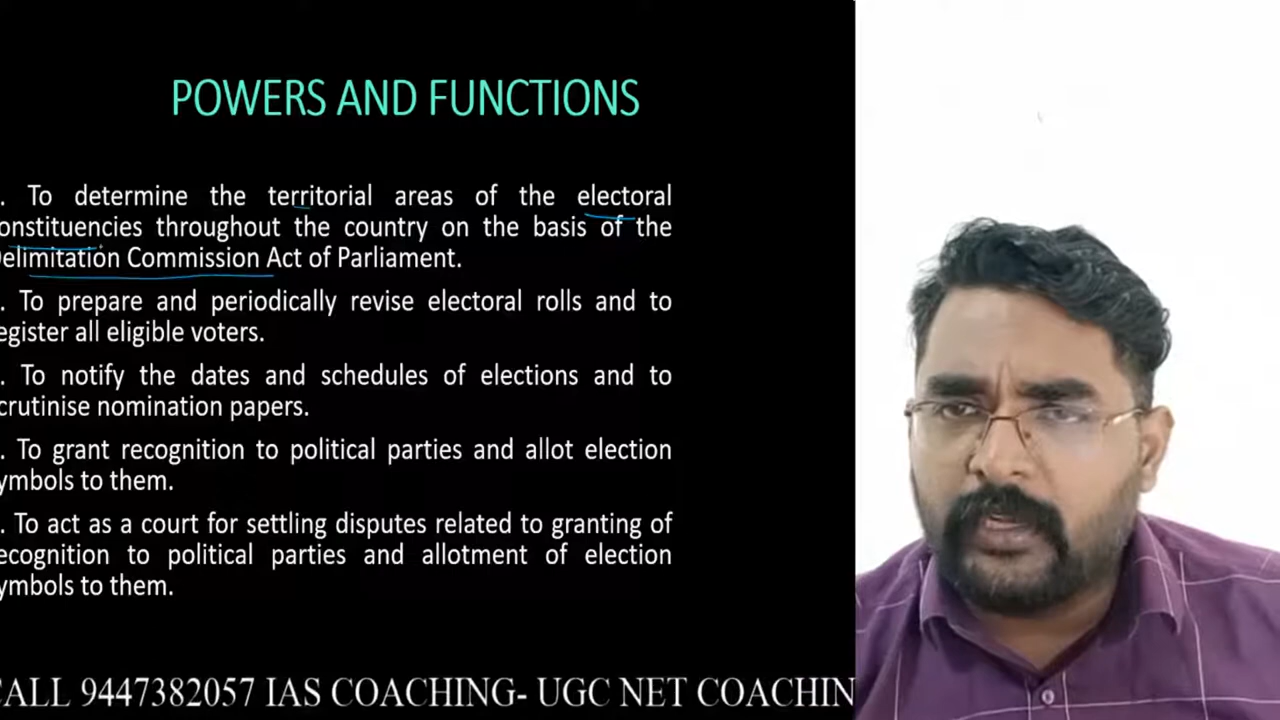 POWERS AND FUNCTIONS
. To determine the territorial areas of the electoral
onstituencies throughout the country on the basis of the
elimitation Commission Act of Parliament.
. To prepare and periodically revise electoral rolls and to
egister all eligible voters.
. To notify the dates and schedules of elections and to
crutinise nomination papers.
. To grant recognition to political parties and allot election
ymbols to them.
. To act as a court for settling disputes related to granting of
ecognition to political parties and allotment of election
ymbols to them.
CALL 9447382057 IAS COACHING- UGC NET COACHIN